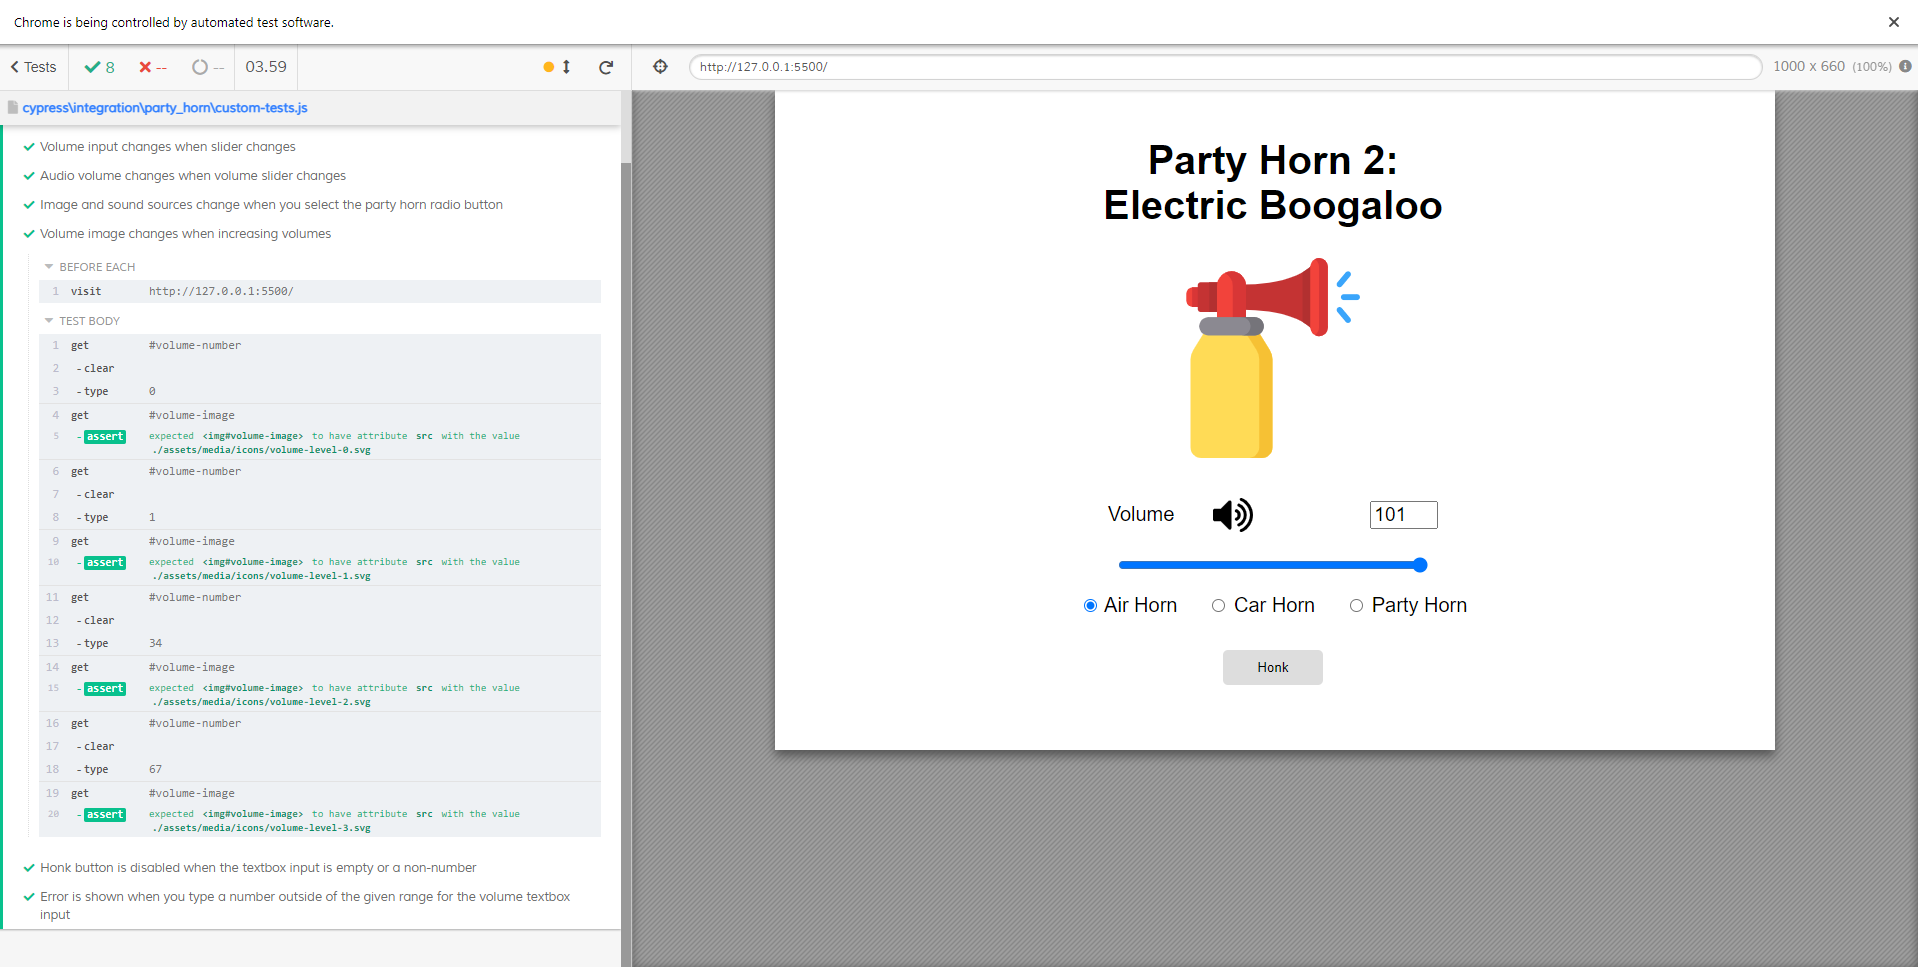 Chrome is being controlled by automated test software.
Tests 8 -- -- 03.59
http://127.0.0.1:5500/ 1000 x 660 (100%)
cypress\integration\party_horn\custom-tests.js
Volume input changes when slider changes
Audio volume changes when volume slider changes
Image and sound sources change when you select the party horn radio button
Volume image changes when increasing volumes
BEFORE EACH
1 visit http://127.0.0.1:5500/
TEST BODY
1 get #volume-number
2 -clear
3 -type 0
4 get #volume-image
5 -assert expected <img#volume-image> to have attribute src with the value
./assets/media/icons/volume-level-0.svg
6 get #volume-number
7 -clear
8 -type 1
9 get #volume-image
10 -assert expected <img#volume-image> to have attribute src with the value
./assets/media/icons/volume-level-1.svg
11 get #volume-number
12 -clear
13 -type 34
14 get #volume-image
15 -assert expected <img#volume-image> to have attribute src with the value
./assets/media/icons/volume-level-2.svg
16 get #volume-number
17 -clear
18 -type 67
19 get #volume-image
20 -assert expected <img#volume-image> to have attribute src with the value
./assets/media/icons/volume-level-3.svg
Honk button is disabled when the textbox input is empty or a non-number
Error is shown when you type a number outside of the given range for the volume textbox
input
Party Horn 2:
Electric Boogaloo
Volume 101
Air Horn Car Horn Party Horn
Honk